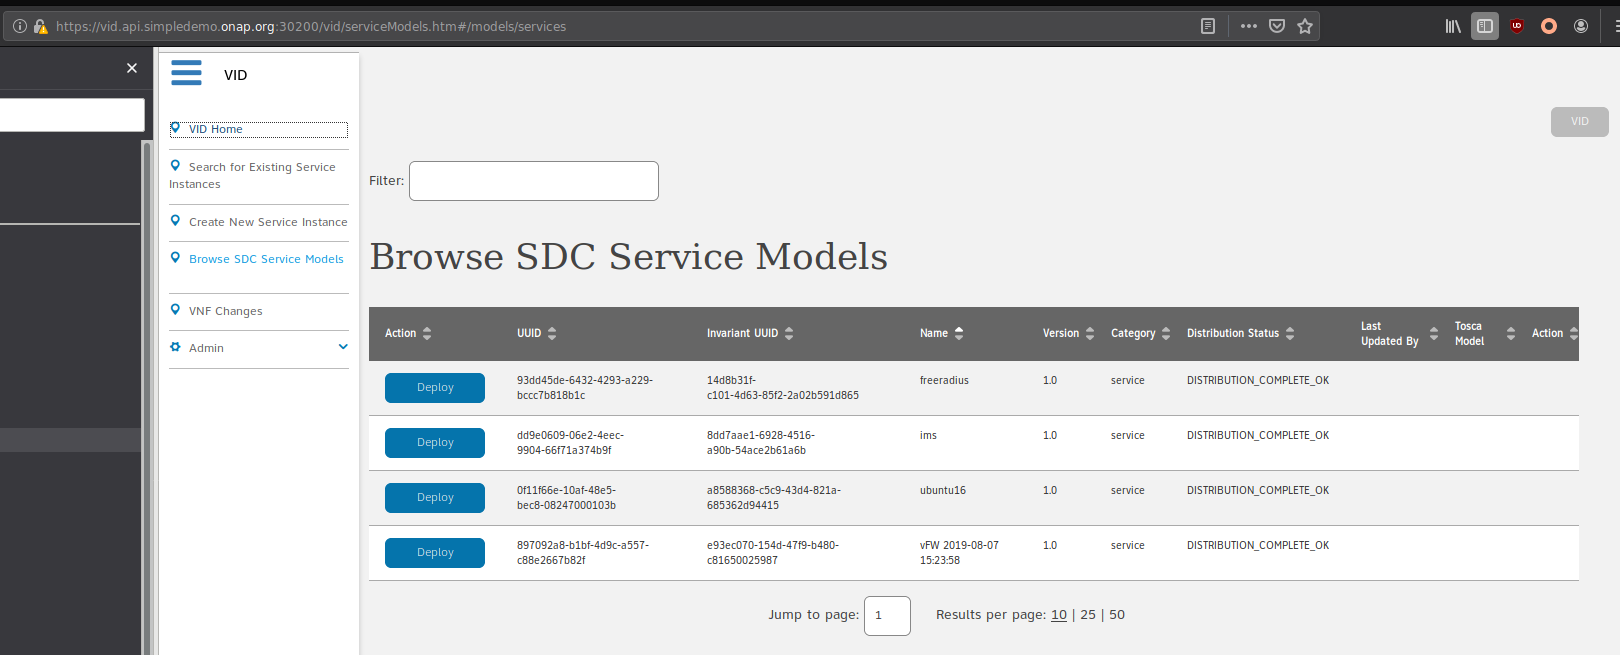 https://vid.api.simpledemo.onap.org:30200/vid/serviceModels.htm#/models/services
VID
VID Home
Search for Existing Service
Instances
Create New Service Instance
Browse SDC Service Models
VNF Changes
Admin
VID
Filter:
Browse SDC Service Models
Action UUID Invariant UUID Name Version Category Distribution Status Last Updated By Tosca Model Action
Deploy 93dd45de-6432-4293-a229- 14d8b31f- freeradius 1.0 service DISTRIBUTION_COMPLETE_OK
bccc7b818b1c c101-4d63-85f2-2a02b591d865
Deploy dd9e0609-06e2-4eec- 8dd7aae1-6928-4516- ims 1.0 service DISTRIBUTION_COMPLETE_OK
9904-66f71a374b9f a90b-54ace2b61a6b
Deploy 0f11f66e-10af-48e5- a8588368-c5c9-43d4-821a- ubuntu16 1.0 service DISTRIBUTION_COMPLETE_OK
bec8-08247000103b 685362d94415
Deploy 897092a8-b1bf-4d9c-a557- e93ec070-154d-47f9-b480- vFW 2019-08-07 1.0 service DISTRIBUTION_COMPLETE_OK
c88e2667b82f c81650025987 15:23:58
Jump to page: 1 Results per page: 10 | 25 | 50